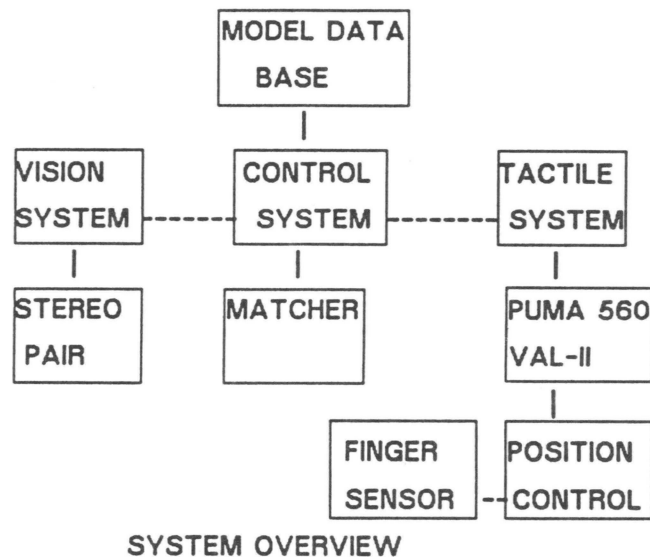 MODEL DATA
BASE
VISION
SYSTEM
CONTROL
SYSTEM
TACTILE
SYSTEM
STEREO
PAIR
MATCHER
PUMA 560
VAL-II
FINGER
SENSOR
POSITION
CONTROL
SYSTEM OVERVIEW